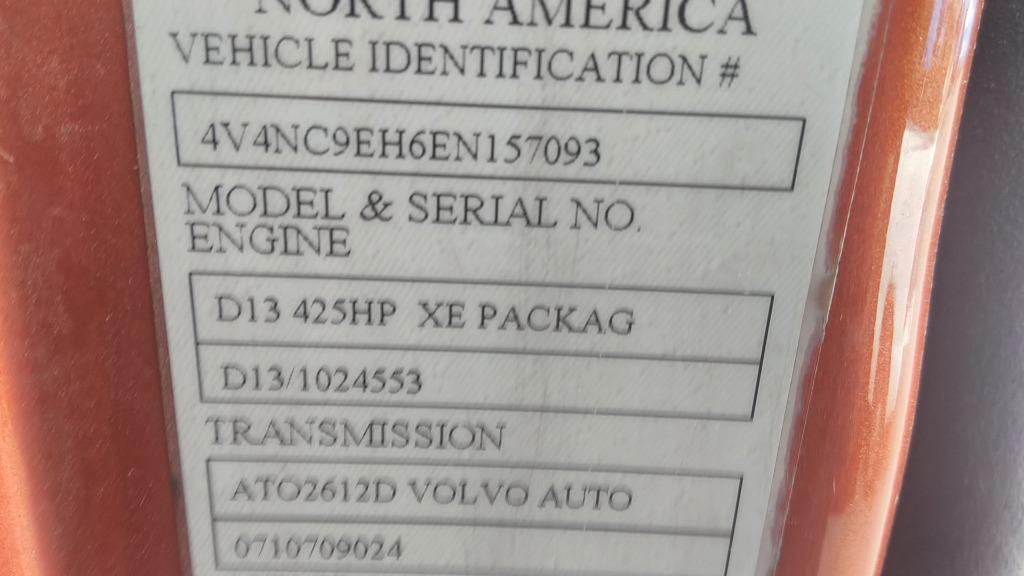 NORTH AMERICA
VEHICLE IDENTIFICATION #
4V4NC9EH6EN157093
MODEL & SERIAL NO.
ENGINE
D13 425HP XE PACKAG
D13/1024553
TRANSMISSION
ATO2612D VOLVO AUTO
0710709024